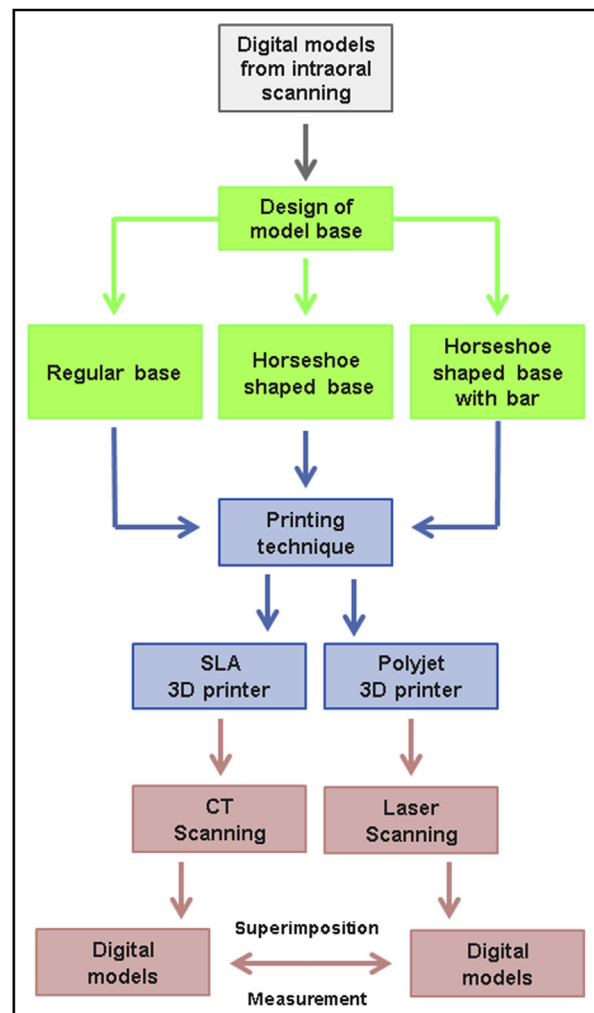 Digital models
from intraoral
scanning
Design of
model base
Regular base
Horseshoe
shaped base
Horseshoe
shaped base
with bar
Printing
technique
SLA
3D printer
Polyjet
3D printer
CT
Scanning
Laser
Scanning
Digital
models
Superimposition
Measurement
Digital
models